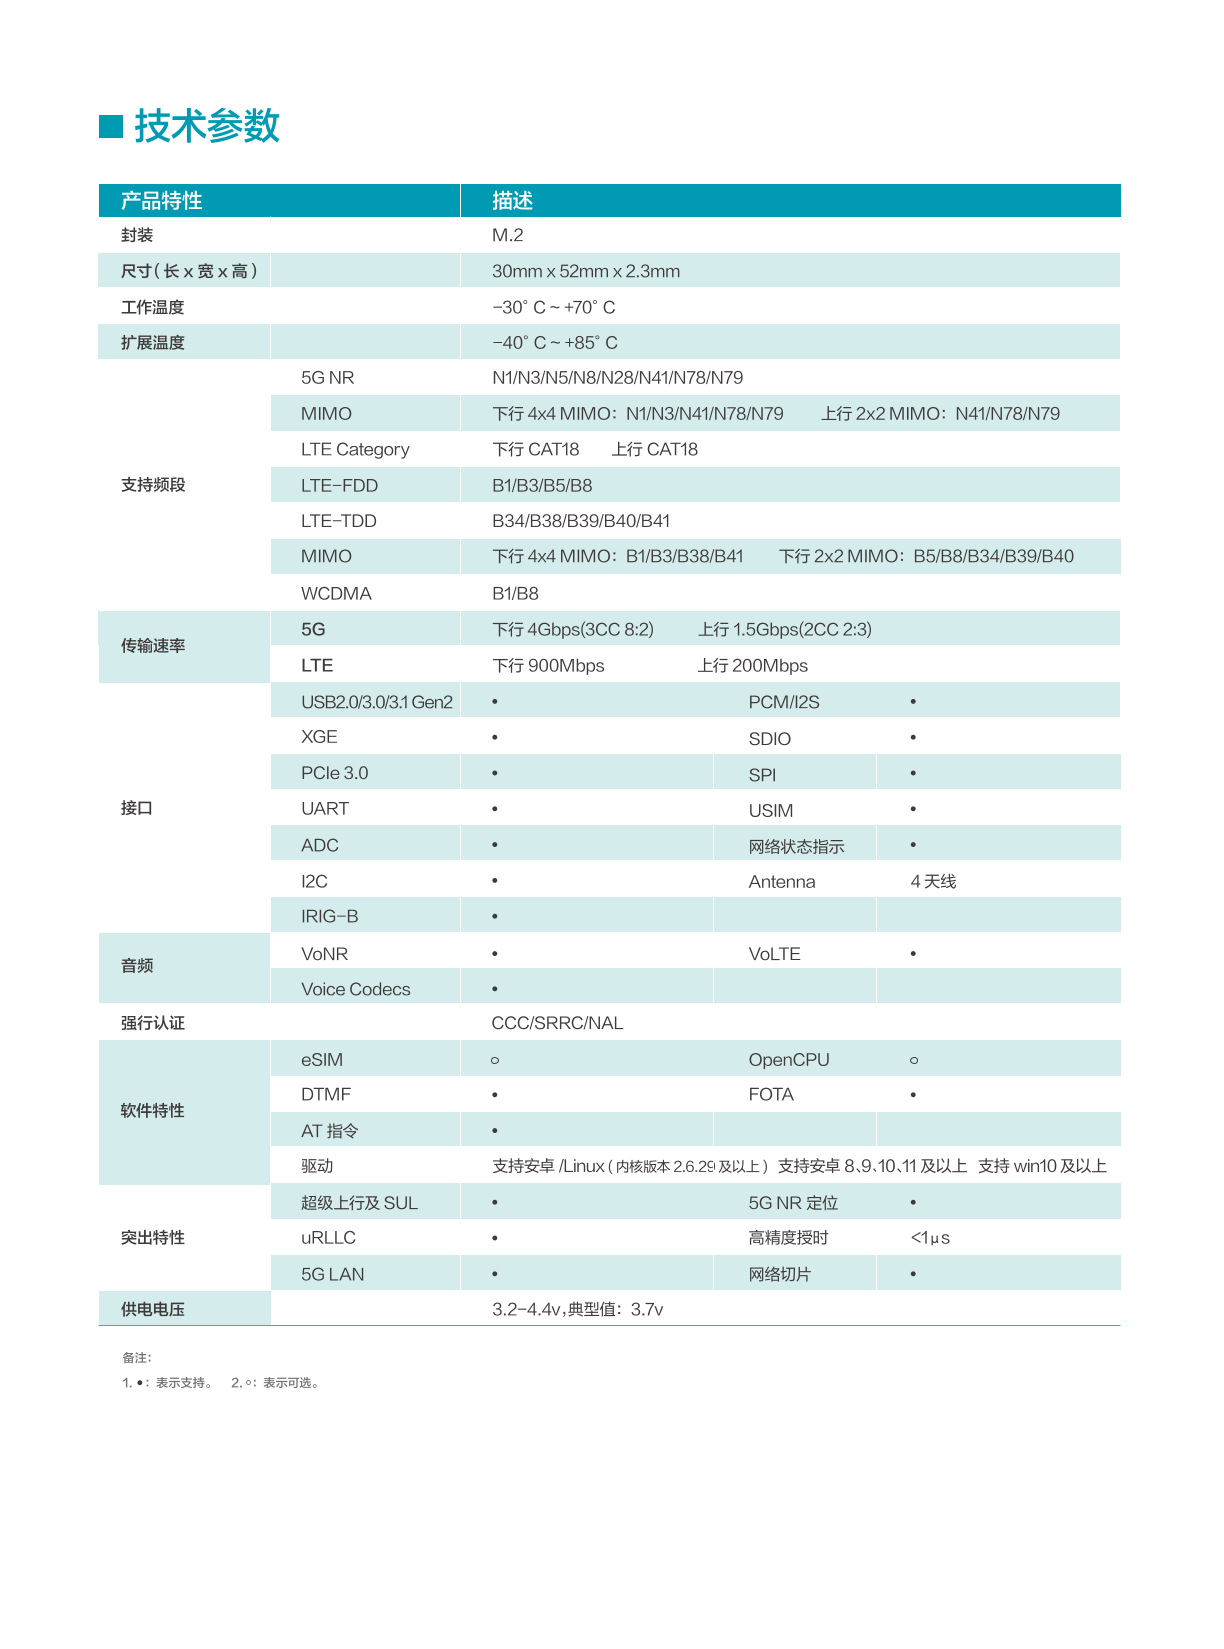 ■ 技术参数
产品特性 描述
封装 M.2
尺寸(长 x 宽 x 高) 30mm x 52mm x 2.3mm
工作温度 -30° C ~ +70° C
扩展温度 -40° C ~ +85° C
5G NR N1/N3/N5/N8/N28/N41/N78/N79
MIMO 下行 4x4 MIMO：N1/N3/N41/N78/N79 上行 2x2 MIMO：N41/N78/N79
LTE Category 下行 CAT18 上行 CAT18
支持频段 LTE-FDD B1/B3/B5/B8
LTE-TDD B34/B38/B39/B40/B41
MIMO 下行 4x4 MIMO：B1/B3/B38/B41 下行 2x2 MIMO：B5/B8/B34/B39/B40
WCDMA B1/B8
传输速率 5G 下行 4Gbps(3CC 8:2) 上行 1.5Gbps(2CC 2:3)
LTE 下行 900Mbps 上行 200Mbps
USB2.0/3.0/3.1 Gen2 • PCM/I2S •
XGE • SDIO •
PCIe 3.0 • SPI •
接口 UART • USIM •
ADC • 网络状态指示 •
I2C • Antenna 4 天线
IRIG-B •
音频 VoNR • VoLTE •
Voice Codecs •
强行认证 CCC/SRRC/NAL
eSIM ○ OpenCPU ○
软件特性 DTMF • FOTA •
AT 指令 •
驱动 支持安卓 /Linux（内核版本 2.6.29 及以上） 支持安卓 8、9、10、11 及以上 支持 win10 及以上
超级上行及 SUL • 5G NR 定位 •
突出特性 uRLLC • 高精度授时 <1μs
5G LAN • 网络切片 •
供电电压 3.2-4.4v，典型值：3.7v
备注：
1. ●：表示支持。 2. ○：表示可选。